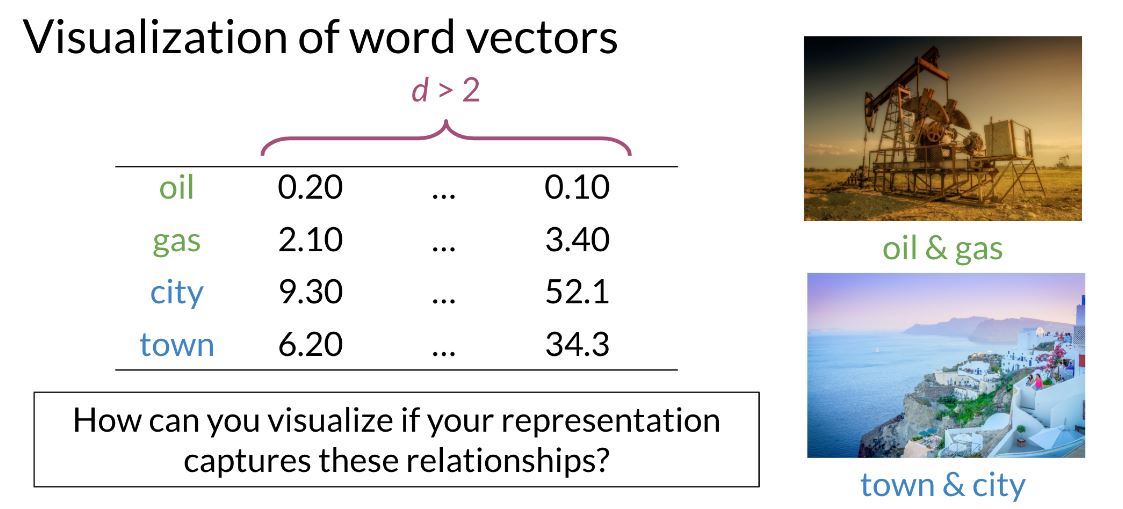 Visualization of word vectors
d > 2
oil 0.20 ... 0.10
gas 2.10 ... 3.40
city 9.30 ... 52.1
town 6.20 ... 34.3
How can you visualize if your representation
captures these relationships?
oil & gas
town & city